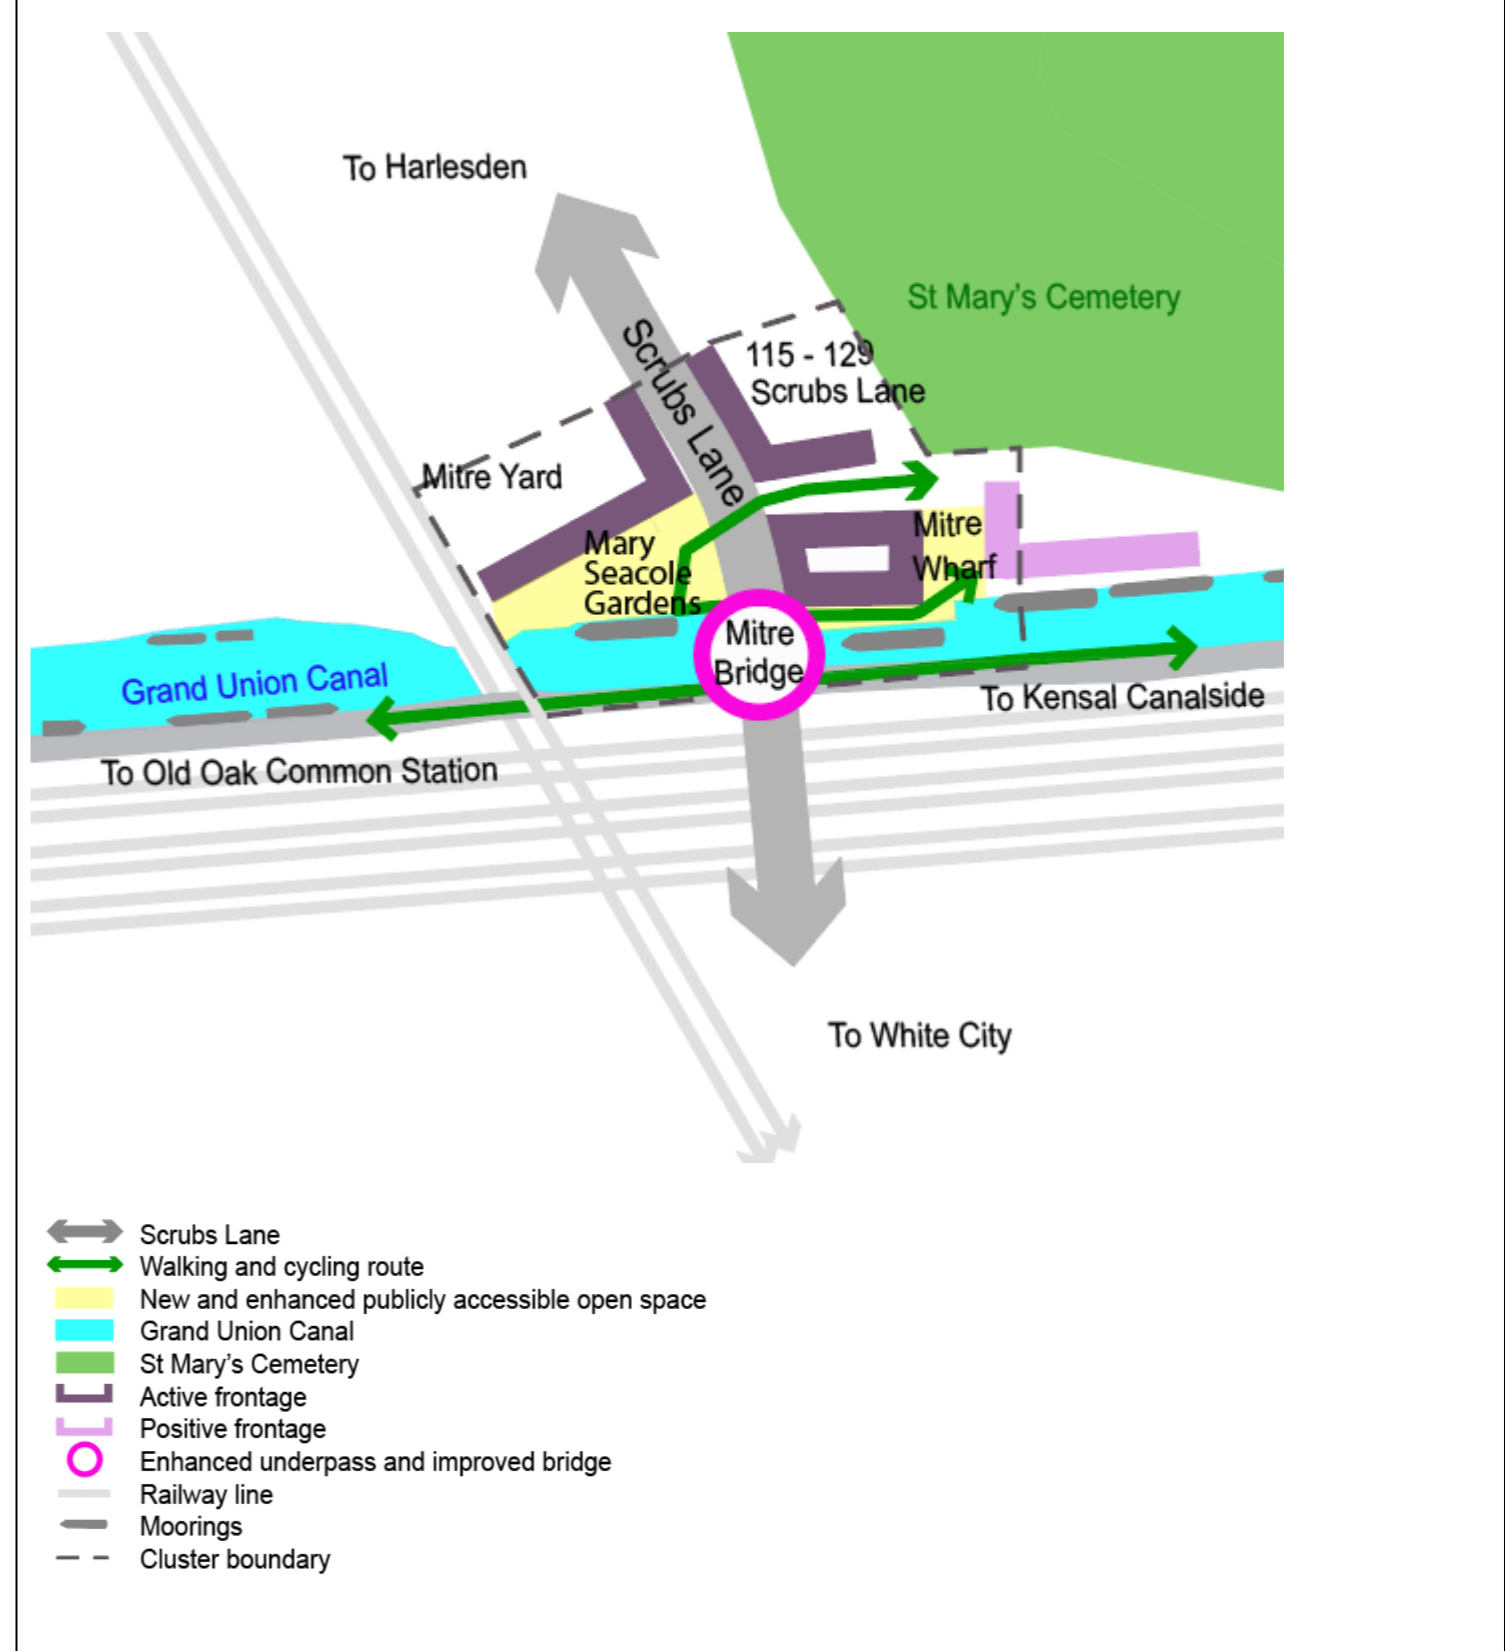 To Harlesden
St Mary's Cemetery
Scrubs Lane
115 - 129
Scrubs Lane
Mitre Yard
Mary
Seacole
Gardens
Mitre
Wharf
Mitre
Bridge
Grand Union Canal
To Kensal Canalside
To Old Oak Common Station
To White City
Scrubs Lane
Walking and cycling route
New and enhanced publicly accessible open space
Grand Union Canal
St Mary's Cemetery
Active frontage
Positive frontage
Enhanced underpass and improved bridge
Railway line
Moorings
Cluster boundary